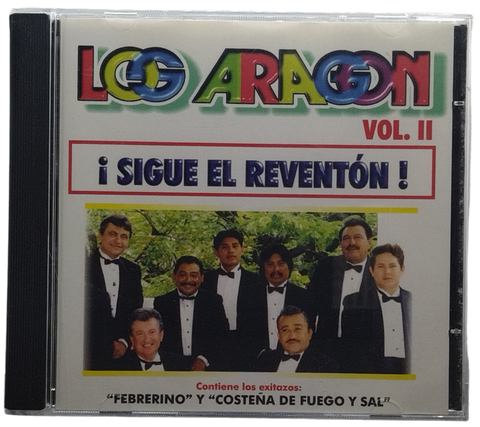 LOS ARAGON
VOL. II
¡ SIGUE EL REVENTÓN !
Contiene los exitazos:
"FEBRERINO" Y "COSTEÑA DE FUEGO Y SAL"